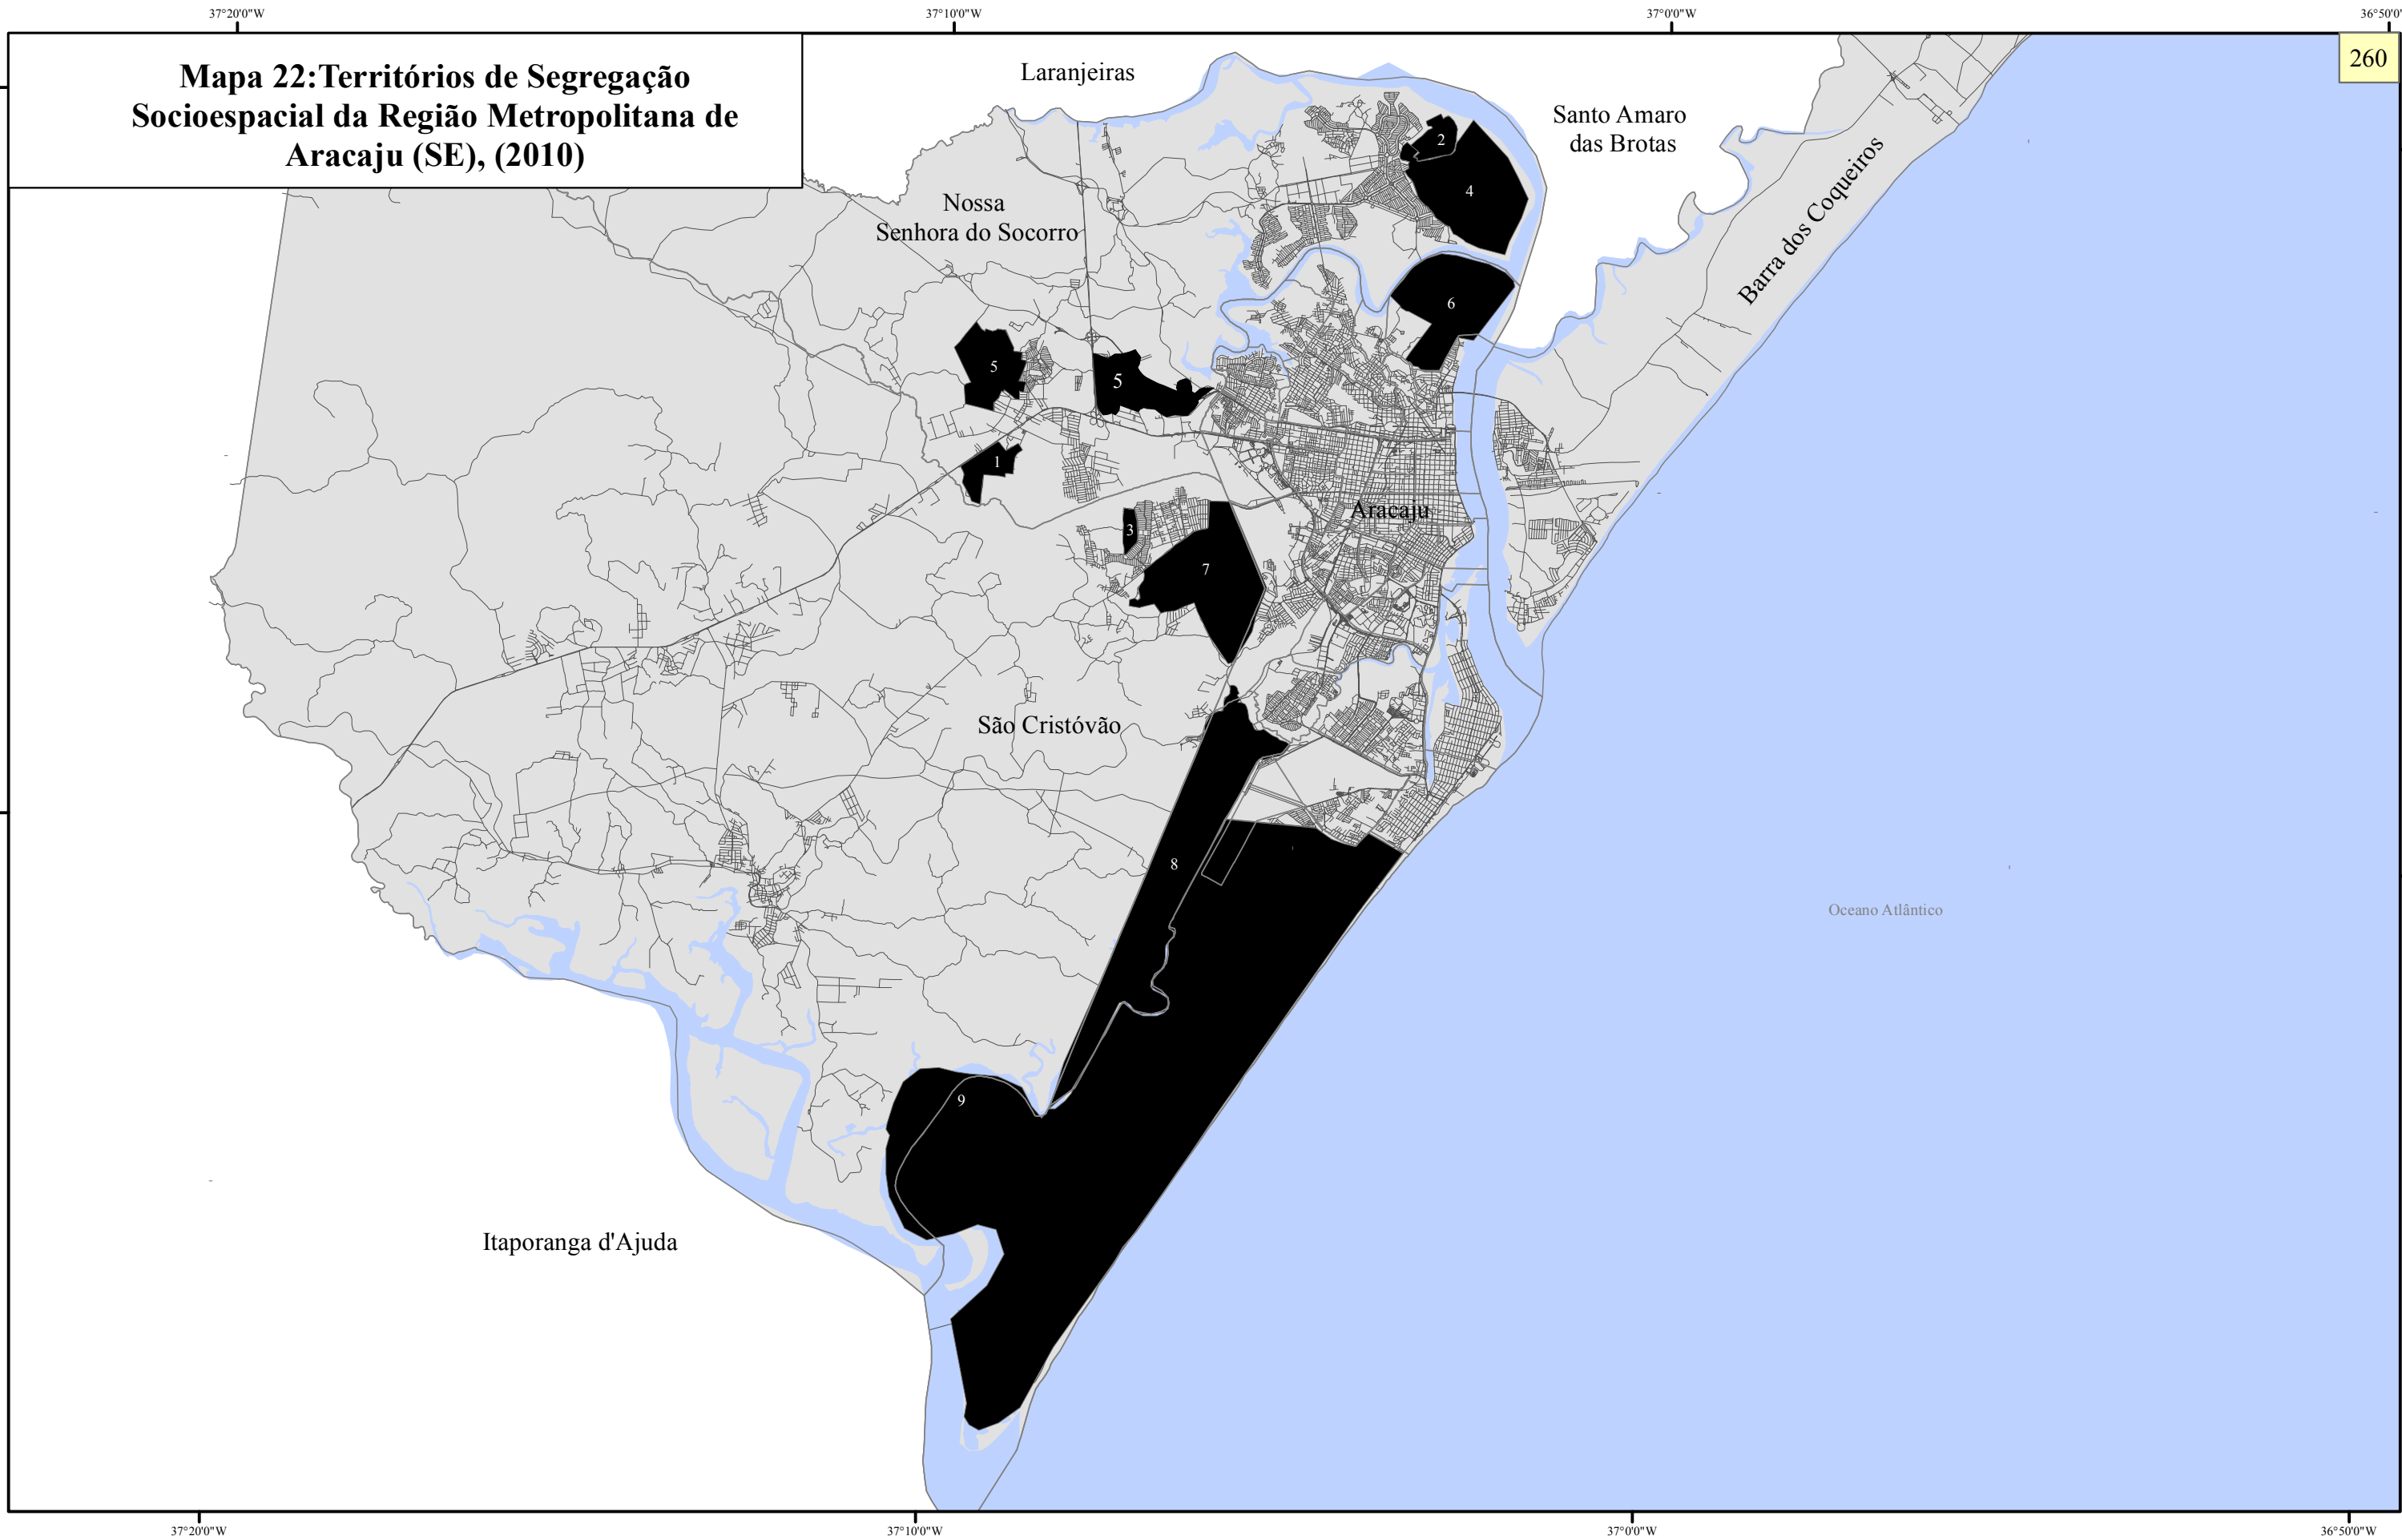 37°20'0"W
37°10'0"W
37°0'0"W
36°50'0"
Mapa 22:Territórios de Segregação
Socioespacial da Região Metropolitana de
Aracaju (SE), (2010)
260
Laranjeiras
Santo Amaro
das Brotas
2
4
Nossa
Senhora do Socorro
Barra dos Coqueiros
6
5
5
1
Aracaju
3
7
São Cristóvão
8
Oceano Atlântico
9
Itaporanga d'Ajuda
37°20'0"W
37°10'0"W
37°0'0"W
36°50'0"W